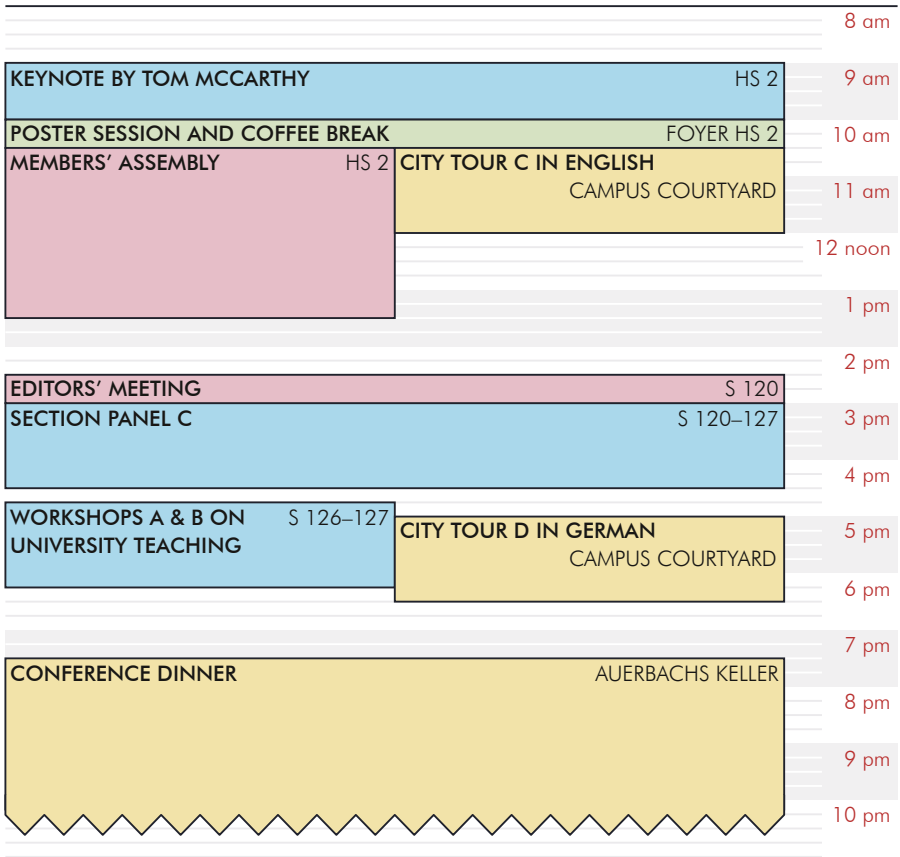 8 am
KEYNOTE BY TOM MCCARTHY HS 2 9 am
POSTER SESSION AND COFFEE BREAK FOYER HS 2 10 am
MEMBERS’ ASSEMBLY HS 2 CITY TOUR C IN ENGLISH
CAMPUS COURTYARD 11 am
12 noon
1 pm
2 pm
EDITORS’ MEETING S 120
SECTION PANEL C S 120–127 3 pm
4 pm
WORKSHOPS A & B ON S 126–127
UNIVERSITY TEACHING
CITY TOUR D IN GERMAN 5 pm
CAMPUS COURTYARD
6 pm
7 pm
CONFERENCE DINNER AUERBACHS KELLER
8 pm
9 pm
10 pm